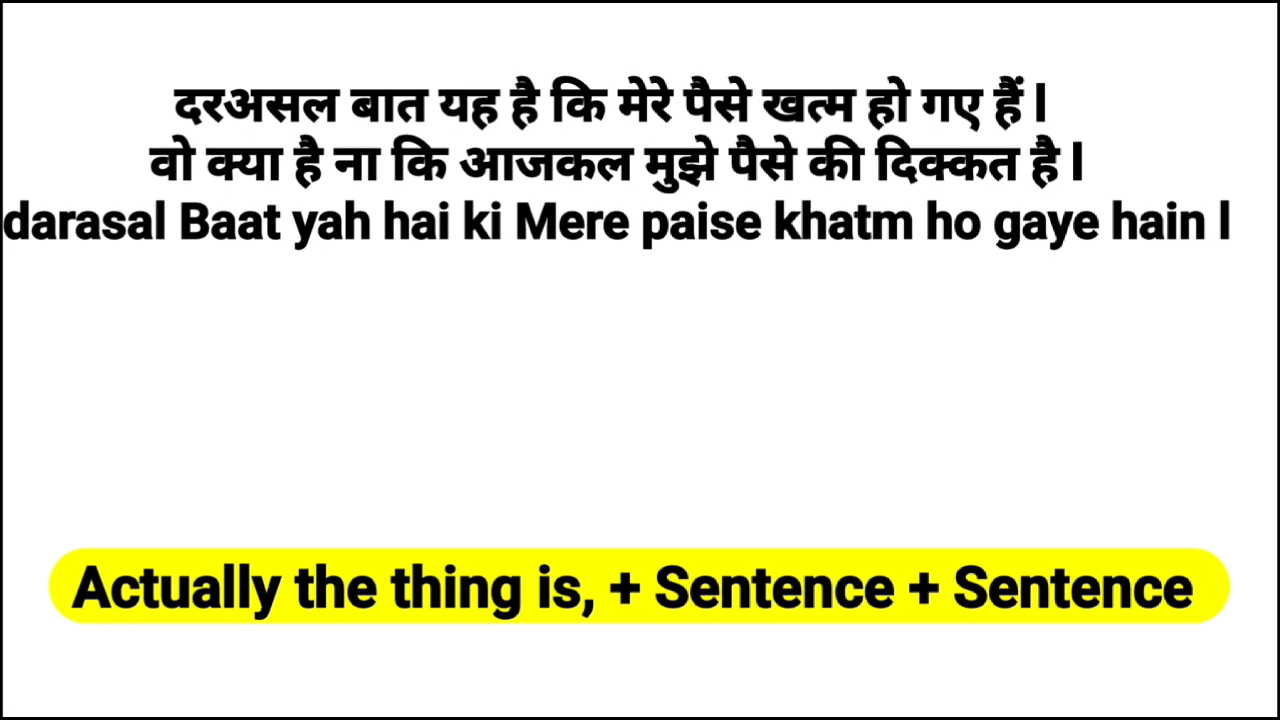 दरअसल बात यह है कि मेरे पैसे खत्म हो गए हैं l
वो क्या है ना कि आजकल मुझे पैसे की दिक्कत है l
darasal Baat yah hai ki Mere paise khatm ho gaye hain l
Actually the thing is, + Sentence + Sentence